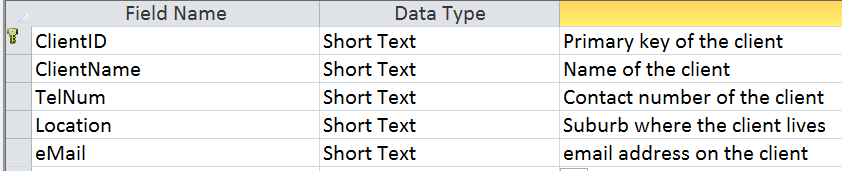 Field Name Data Type
ClientID Short Text Primary key of the client
ClientName Short Text Name of the client
TelNum Short Text Contact number of the client
Location Short Text Suburb where the client lives
eMail Short Text email address on the client